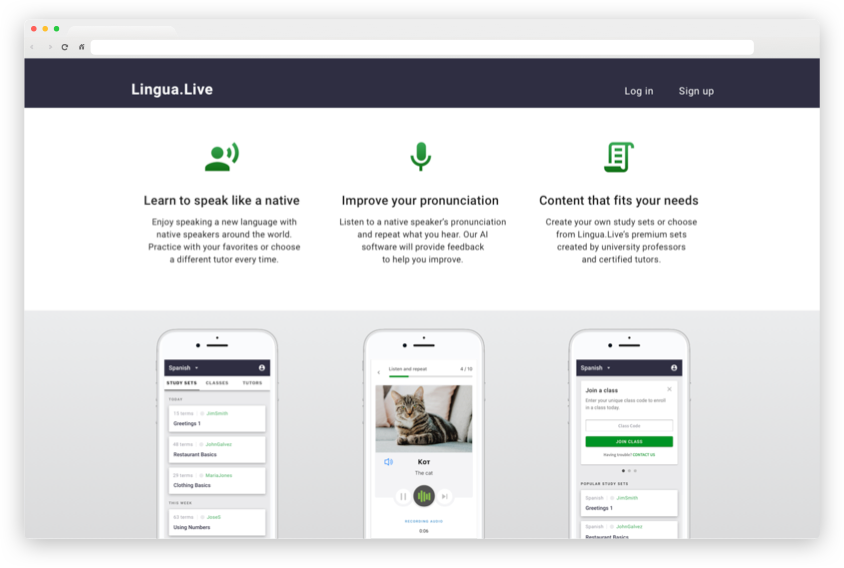 Lingua.Live
Log in
Sign up
Learn to speak like a native
Enjoy speaking a new language with
native speakers around the world.
Practice with your favorites or choose
a different tutor every time.
Improve your pronunciation
Listen to a native speaker's pronunciation
and repeat what you hear. Our AI
software will provide feedback
to help you improve.
Content that fits your needs
Create your own study sets or choose
from Lingua.Live's premium sets
created by university professors
and certified tutors.
Spanish
STUDY SETS CLASSES TUTORS
TODAY
15 terms JimSmith
Greetings 1
48 terms JohnGalvez
Restaurant Basics
20 terms MariaJones
Clothing Basics
THIS WEEK
63 terms JoseS
Using Numbers
Listen and repeat 4 / 10
Кот
The cat
RECORDING AUDIO
0:06
Spanish
Join a class
Enter your unique class code to enroll
in a class today.
Class Code
JOIN CLASS
Having trouble? CONTACT US
POPULAR STUDY SETS
Spanish JimSmith
Greetings 1
Spanish JohnGalvez
Restaurant Basics